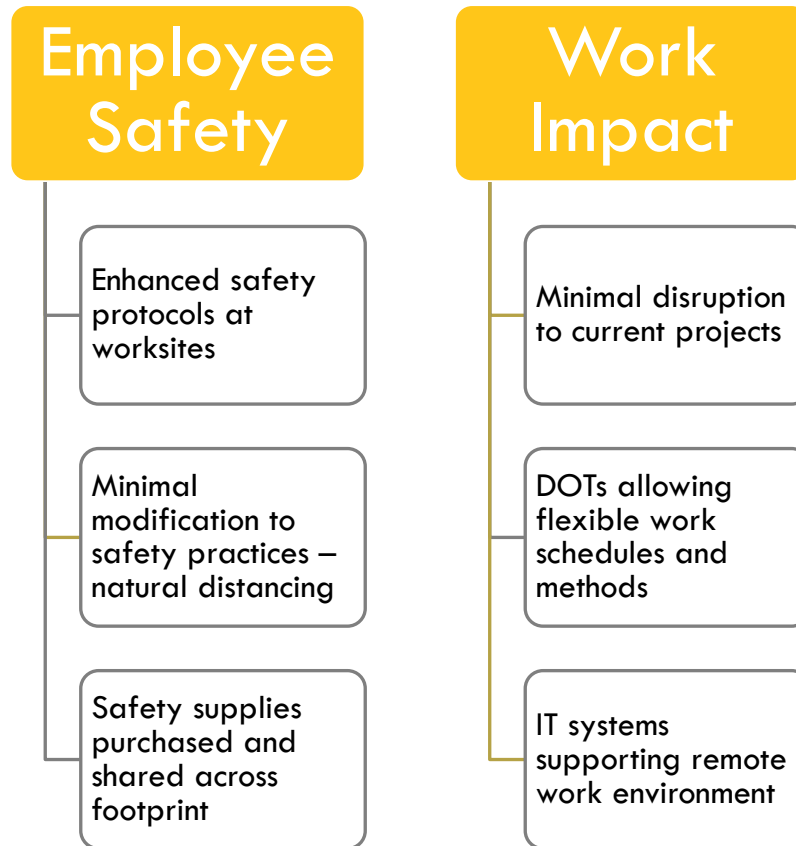 Employee
Safety
Enhanced safety
protocols at
worksites
Minimal
modification to
safety practices –
natural distancing
Safety supplies
purchased and
shared across
footprint
Work
Impact
Minimal disruption
to current projects
DOTs allowing
flexible work
schedules and
methods
IT systems
supporting remote
work environment